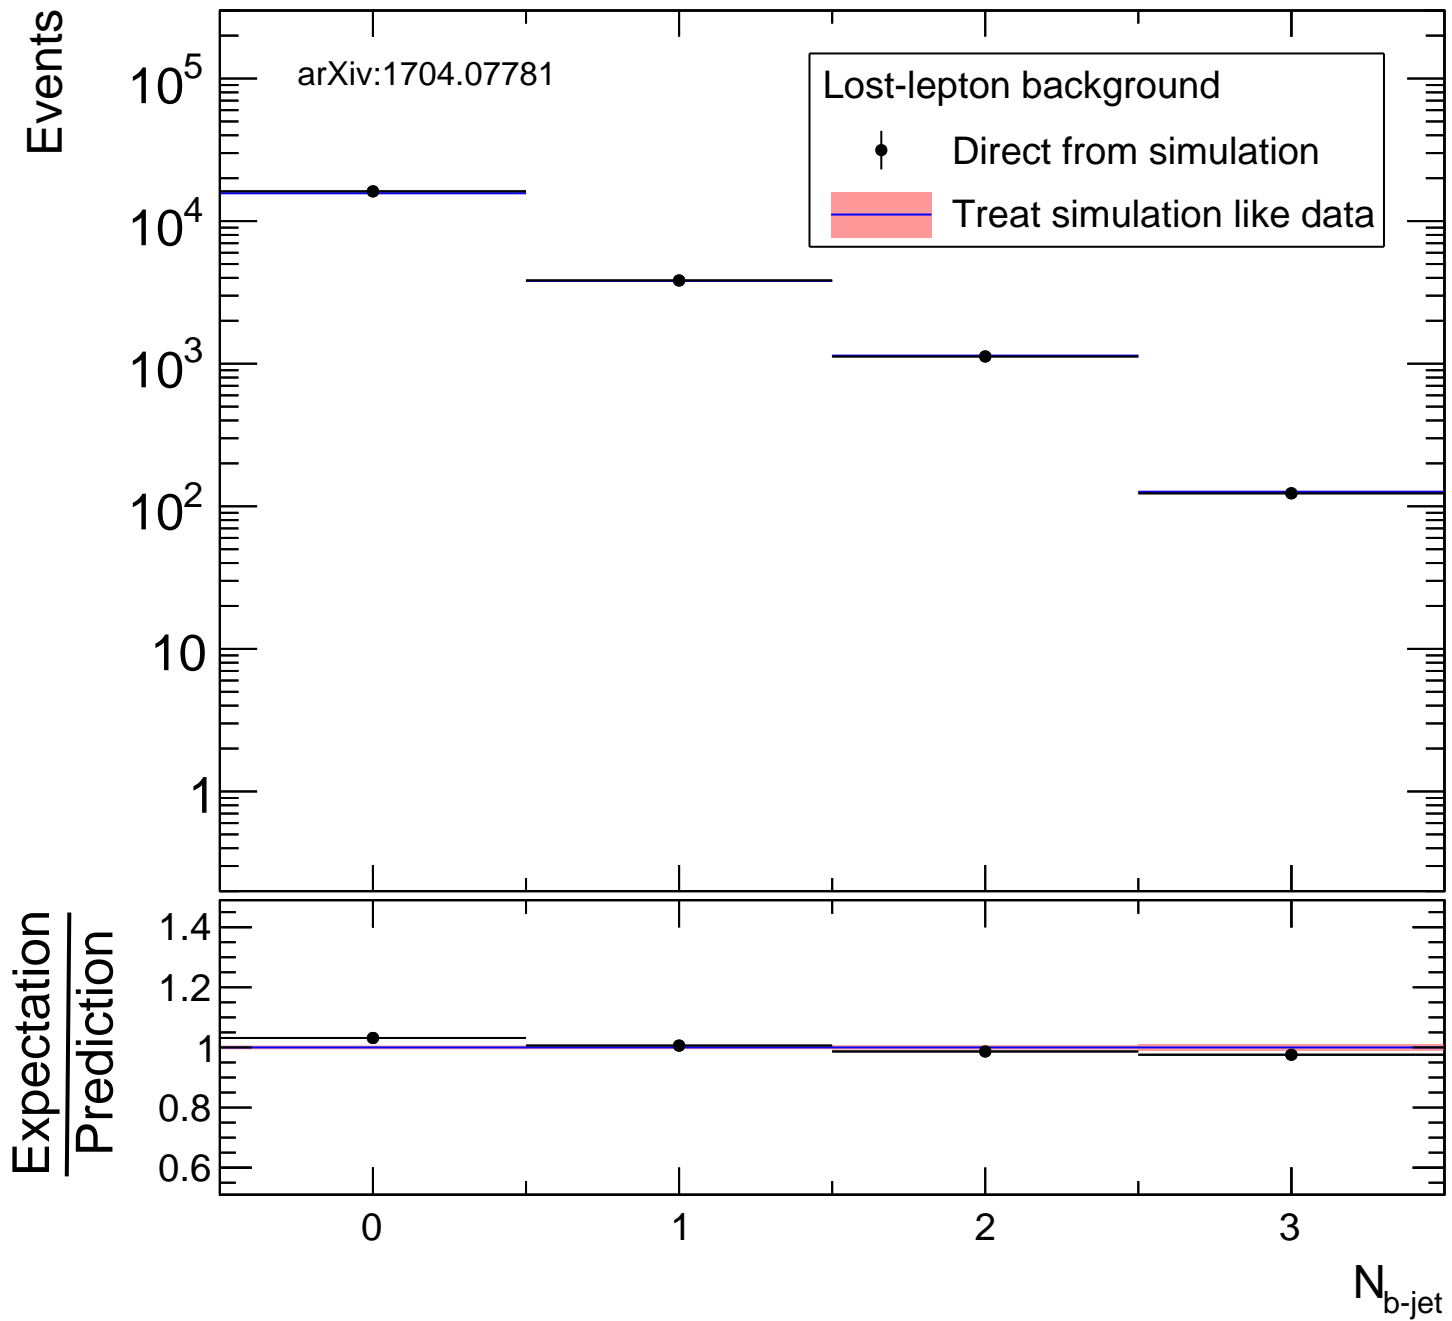 Events
arXiv:1704.07781
Lost-lepton background
Direct from simulation
Treat simulation like data
10^5
10^4
10^3
10^2
10
1
Expectation
Prediction
1.4
1.2
1
0.8
0.6
0 1 2 3
N_b-jet